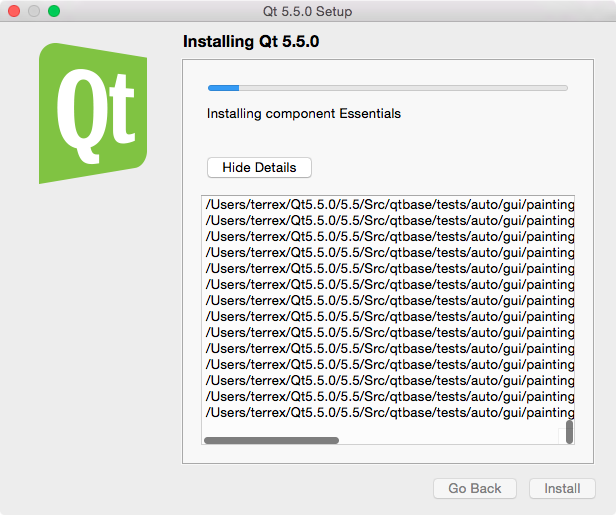 Qt 5.5.0 Setup
Qt
Installing Qt 5.5.0
Installing component Essentials
Hide Details
/Users/terrex/Qt5.5.0/5.5/Src/qtbase/tests/auto/gui/painting
/Users/terrex/Qt5.5.0/5.5/Src/qtbase/tests/auto/gui/painting
/Users/terrex/Qt5.5.0/5.5/Src/qtbase/tests/auto/gui/painting
/Users/terrex/Qt5.5.0/5.5/Src/qtbase/tests/auto/gui/painting
/Users/terrex/Qt5.5.0/5.5/Src/qtbase/tests/auto/gui/painting
/Users/terrex/Qt5.5.0/5.5/Src/qtbase/tests/auto/gui/painting
/Users/terrex/Qt5.5.0/5.5/Src/qtbase/tests/auto/gui/painting
/Users/terrex/Qt5.5.0/5.5/Src/qtbase/tests/auto/gui/painting
/Users/terrex/Qt5.5.0/5.5/Src/qtbase/tests/auto/gui/painting
/Users/terrex/Qt5.5.0/5.5/Src/qtbase/tests/auto/gui/painting
/Users/terrex/Qt5.5.0/5.5/Src/qtbase/tests/auto/gui/painting
/Users/terrex/Qt5.5.0/5.5/Src/qtbase/tests/auto/gui/painting
/Users/terrex/Qt5.5.0/5.5/Src/qtbase/tests/auto/gui/painting
/Users/terrex/Qt5.5.0/5.5/Src/qtbase/tests/auto/gui/painting
Go Back
Install